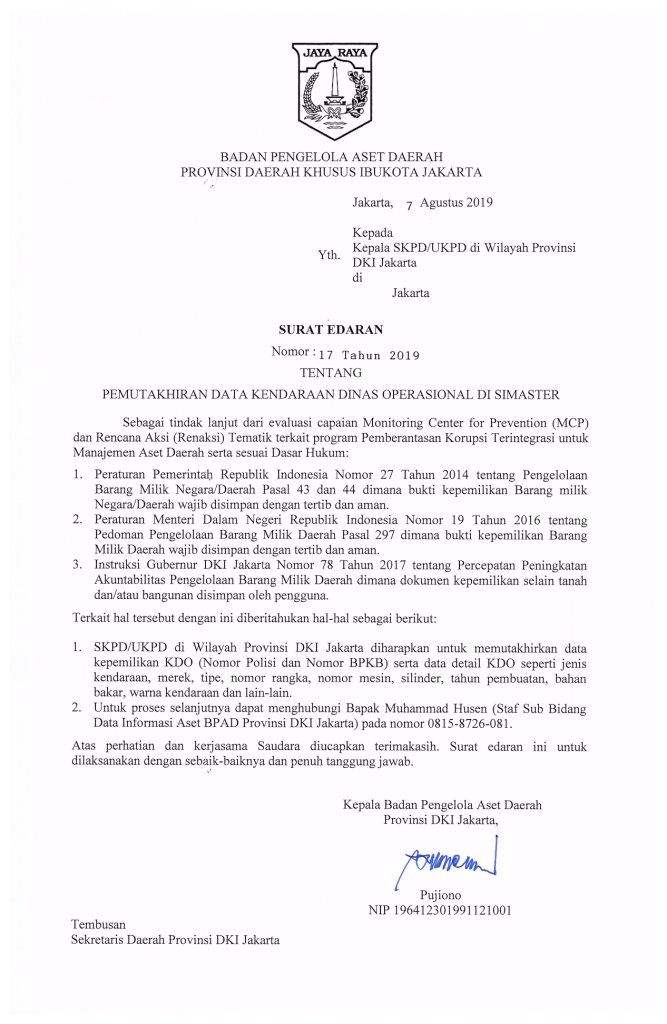 JAYA RAYA
BADAN PENGELOLA ASET DAERAH
PROVINSI DAERAH KHUSUS IBUKOTA JAKARTA
Jakarta, 7 Agustus 2019
Kepada
Yth. Kepala SKPD/UKPD di Wilayah Provinsi
DKI Jakarta
di
Jakarta
SURAT EDARAN
Nomor : 17 Tahun 2019
TENTANG
PEMUTAKHIRAN DATA KENDARAAN DINAS OPERASIONAL DI SIMASTER
Sebagai tindak lanjut dari evaluasi capaian Monitoring Center for Prevention (MCP)
dan Rencana Aksi (Renaksi) Tematik terkait program Pemberantasan Korupsi Terintegrasi untuk
Manajemen Aset Daerah serta sesuai Dasar Hukum:
1. Peraturan Pemerintah Republik Indonesia Nomor 27 Tahun 2014 tentang Pengelolaan
Barang Milik Negara/Daerah Pasal 43 dan 44 dimana bukti kepemilikan Barang milik
Negara/Daerah wajib disimpan dengan tertib dan aman.
2. Peraturan Menteri Dalam Negeri Republik Indonesia Nomor 19 Tahun 2016 tentang
Pedoman Pengelolaan Barang Milik Daerah Pasal 297 dimana bukti kepemilikan Barang
Milik Daerah wajib disimpan dengan tertib dan aman.
3. Instruksi Gubernur DKI Jakarta Nomor 78 Tahun 2017 tentang Percepatan Peningkatan
Akuntabilitas Pengelolaan Barang Milik Daerah dimana dokumen kepemilikan selain tanah
dan/atau bangunan disimpan oleh pengguna.
Terkait hal tersebut dengan ini diberitahukan hal-hal sebagai berikut:
1. SKPD/UKPD di Wilayah Provinsi DKI Jakarta diharapkan untuk memutakhirkan data
kepemilikan KDO (Nomor Polisi dan Nomor BPKB) serta data detail KDO seperti jenis
kendaraan, merek, tipe, nomor rangka, nomor mesin, silinder, tahun pembuatan, bahan
bakar, warna kendaraan dan lain-lain.
2. Untuk proses selanjutnya dapat menghubungi Bapak Muhammad Husen (Staf Sub Bidang
Data Informasi Aset BPAD Provinsi DKI Jakarta) pada nomor 0815-8726-081.
Atas perhatian dan kerjasama Saudara diucapkan terimakasih. Surat edaran ini untuk
dilaksanakan dengan sebaik-baiknya dan penuh tanggung jawab.
Kepala Badan Pengelola Aset Daerah
Provinsi DKI Jakarta,
Pujiono
NIP 196412301991121001
Tembusan
Sekretaris Daerah Provinsi DKI Jakarta